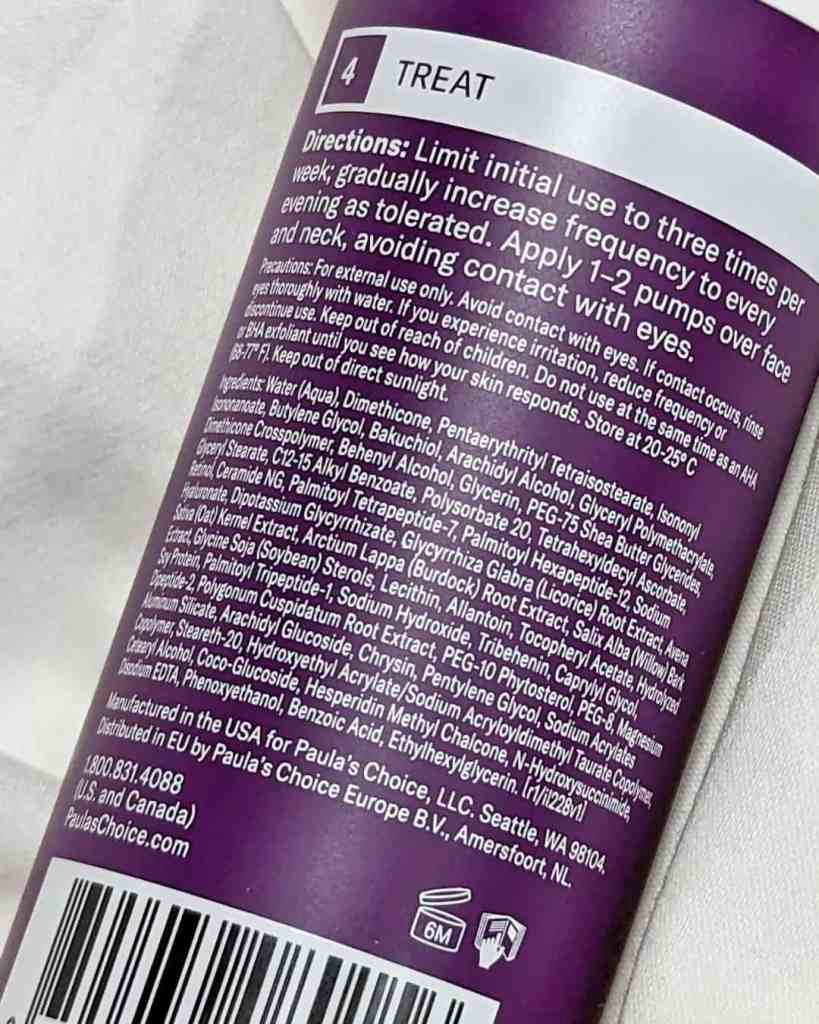 4 TREAT
Directions: Limit initial use to three times per
week; gradually increase frequency to every
evening as tolerated. Apply 1-2 pumps over face
and neck, avoiding contact with eyes.
Precautions: For external use only. Avoid contact with eyes. If contact occurs, rinse
eyes thoroughly with water. If you experience irritation, reduce frequency or
discontinue use. Keep out of reach of children. Do not use at the same time as an AHA
or BHA exfoliant until you see how your skin responds. Store at 20-25° C
(68-77° F). Keep out of direct sunlight.
Ingredients: Water (Aqua), Dimethicone, Pentaerythrityl Tetraisostearate, Isononyl
Isononanoate, Butylene Glycol, Bakuchiol, Arachidyl Alcohol, Glyceryl Polymethacrylate,
Dimethicone Crosspolymer, Behenyl Alcohol, Glycerin, PEG-75 Shea Butter Glycerides,
Glyceryl Stearate, C12-15 Alkyl Benzoate, Polysorbate 20, Tetrahexyldecyl Ascorbate,
Retinol, Ceramide NG, Palmitoyl Tetrapeptide-7, Palmitoyl Hexapeptide-12, Sodium
Hyaluronate, Dipotassium Glycyrrhizate, Glycyrrhiza Glabra (Licorice) Root Extract, Avena
Sativa (Oat) Kernel Extract, Arctium Lappa (Burdock) Root Extract, Salix Alba (Willow) Bark
Extract, Glycine Soja (Soybean) Sterols, Lecithin, Allantoin, Tocopheryl Acetate, Hydrolyzed
Soy Protein, Palmitoyl Tripeptide-1, Sodium Hydroxide, Tribehenin, Caprylyl Glycol,
Dipeptide-2, Polygonum Cuspidatum Root Extract, PEG-10 Phytosterol, PEG-8, Magnesium
Aluminum Silicate, Arachidyl Glucoside, Chrysin, Pentylene Glycol, Sodium Acrylates
Copolymer, Steareth-20, Hydroxyethyl Acrylate/Sodium Acryloyldimethyl Taurate Copolymer,
Cetearyl Alcohol, Coco-Glucoside, Hesperidin Methyl Chalcone, N-Hydroxysuccinimide,
Disodium EDTA, Phenoxyethanol, Benzoic Acid, Ethylhexylglycerin. [r1/il228v1]
Manufactured in the USA for Paula's Choice, LLC. Seattle, WA 98104.
Distributed in EU by Paula's Choice Europe B.V., Amersfoort, NL.
1.800.831.4088
(U.S. and Canada)
PaulasChoice.com
6M